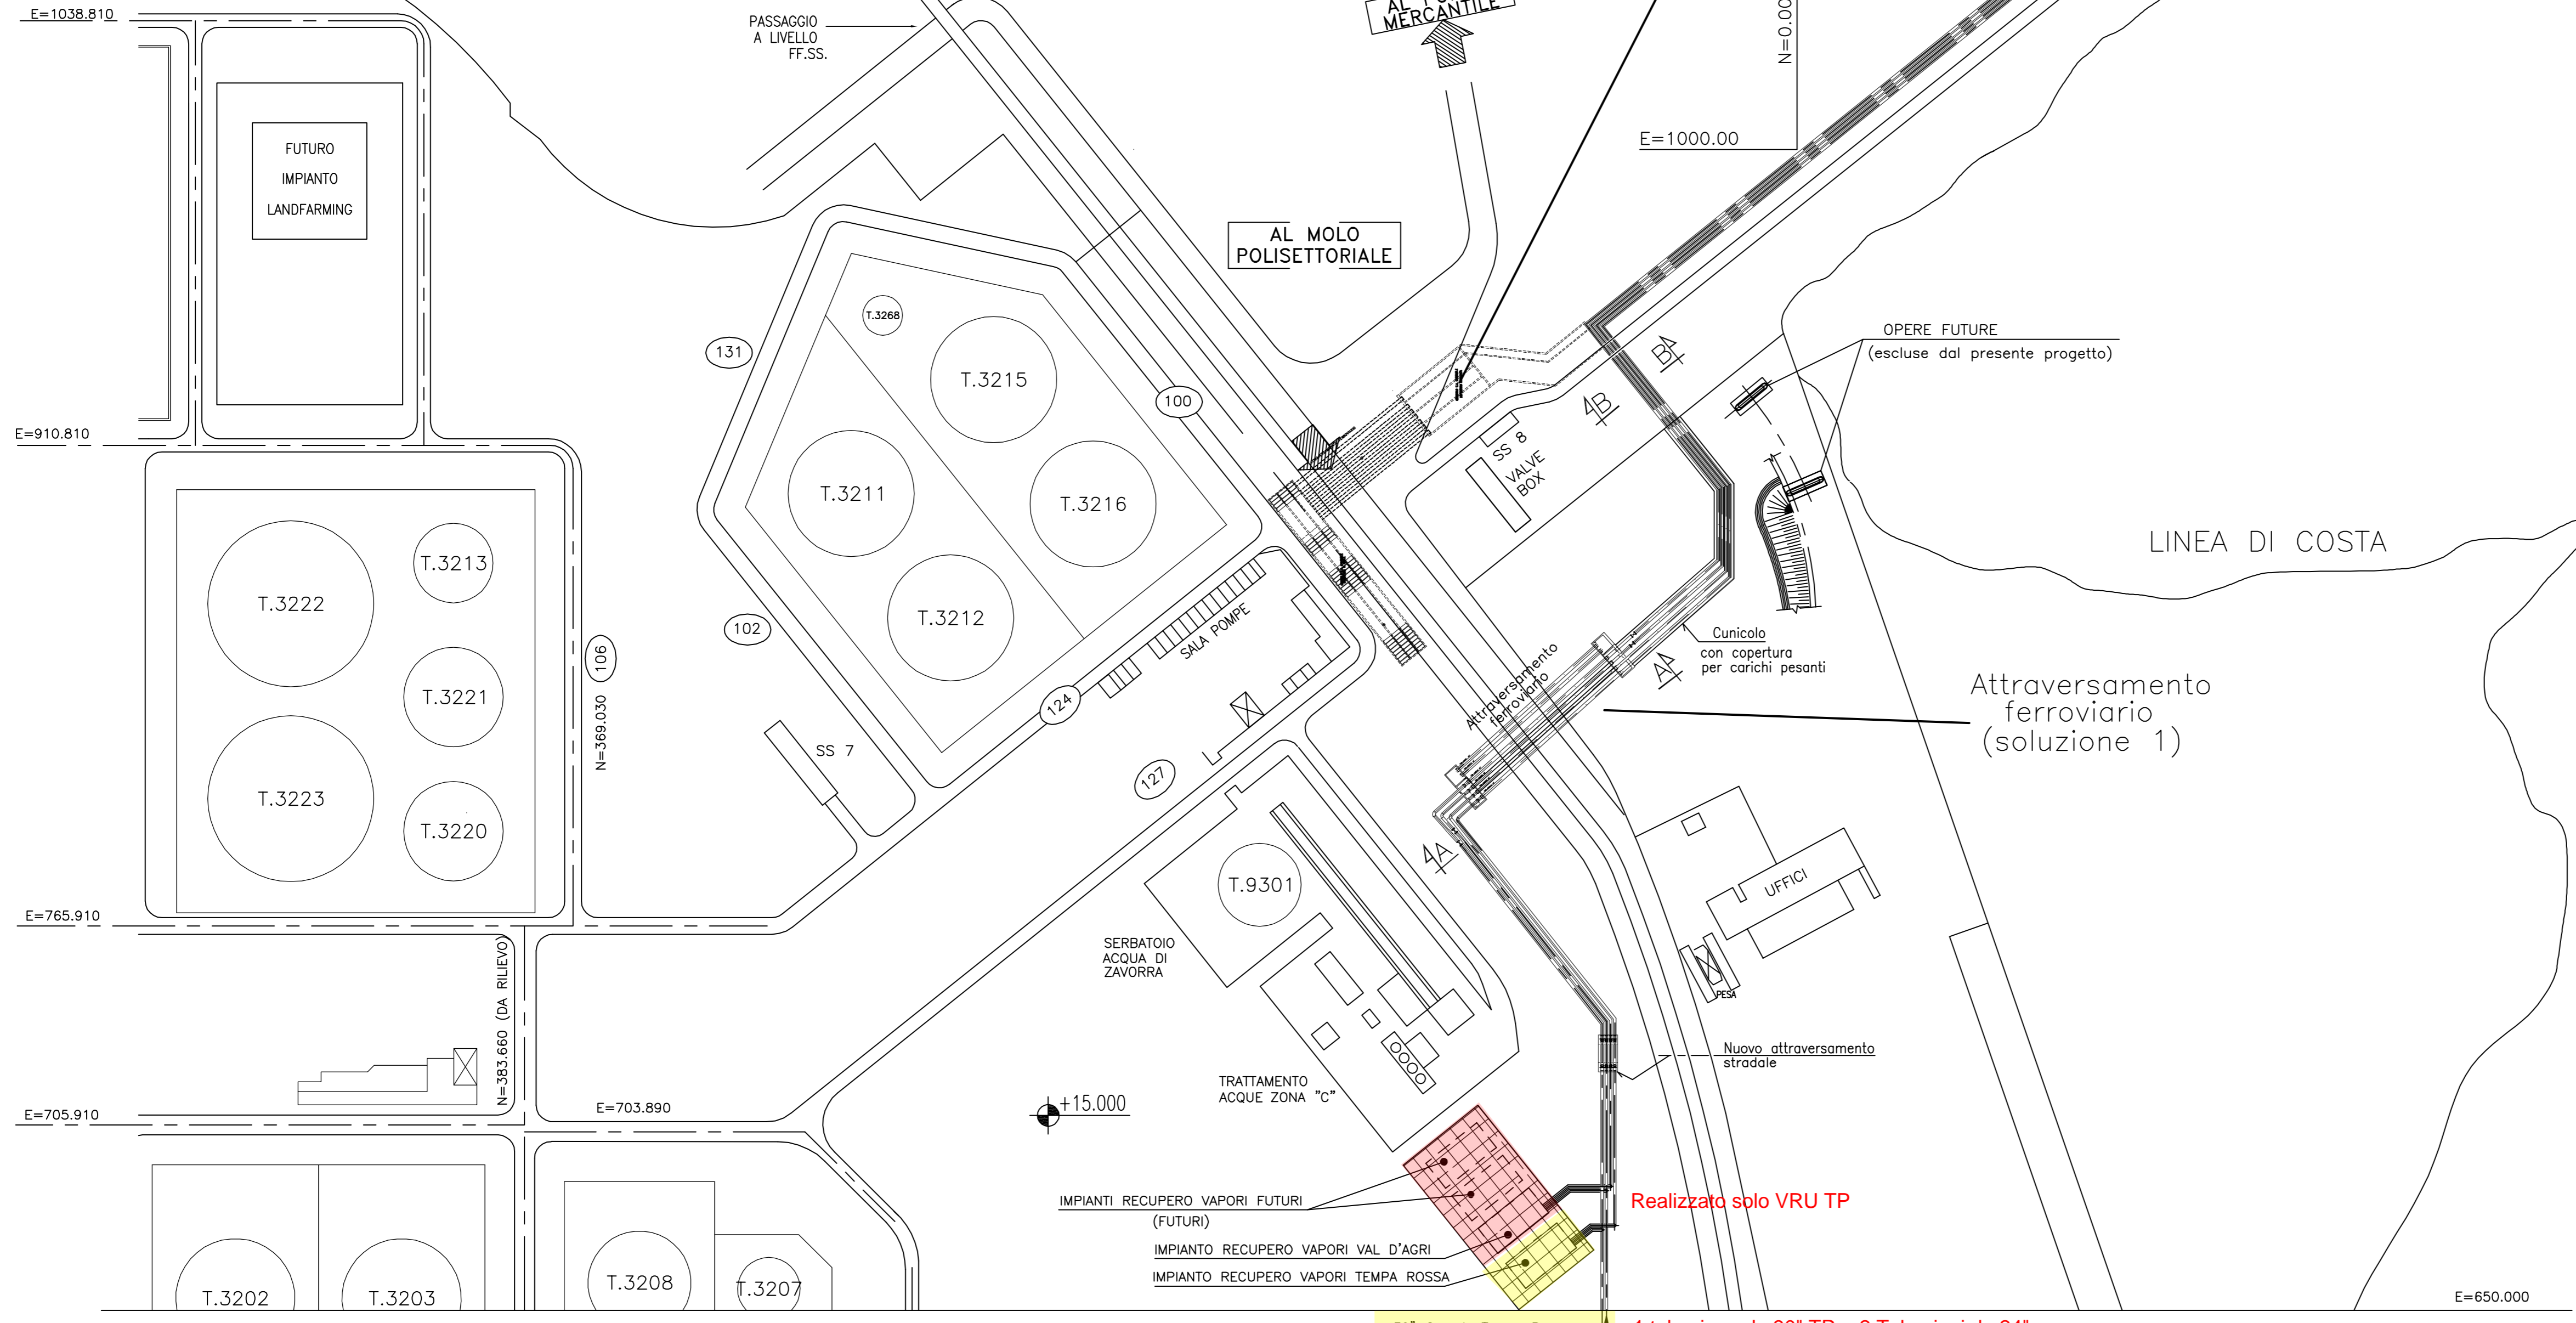 E=1038.810
PASSAGGIO
A LIVELLO
FF.SS.
MERCANTILE
N=0.00
E=1000.00
FUTURO
IMPIANTO
LANDFARMING
AL MOLO
POLISETTORIALE
T.3268
131
T.3215
100
OPERE FUTURE
(escluse dal presente progetto)
B
B
E=910.810
T.3211
T.3216
SS 8
VALVE
BOX
LINEA DI COSTA
T.3213
T.3222
T.3212
102
SALA POMPE
106
N=369.030
T.3221
124
Attraversamento
ferroviario
Cunicolo
con copertura
per carichi pesanti
A
Attraversamento
ferroviario
(soluzione 1)
SS 7
127
T.3223
T.3220
A
T.9301
UFFICI
E=765.910
SERBATOIO
ACQUA DI
ZAVORRA
N=383.660 (DA RILIEVO)
PESA
Nuovo attraversamento
stradale
TRATTAMENTO
ACQUE ZONA "C"
+15.000
E=705.910
E=703.890
IMPIANTI RECUPERO VAPORI FUTURI
(FUTURI)
Realizzato solo VRU TP
IMPIANTO RECUPERO VAPORI VAL D'AGRI
IMPIANTO RECUPERO VAPORI TEMPA ROSSA
T.3202
T.3203
T.3208
T.3207
E=650.000